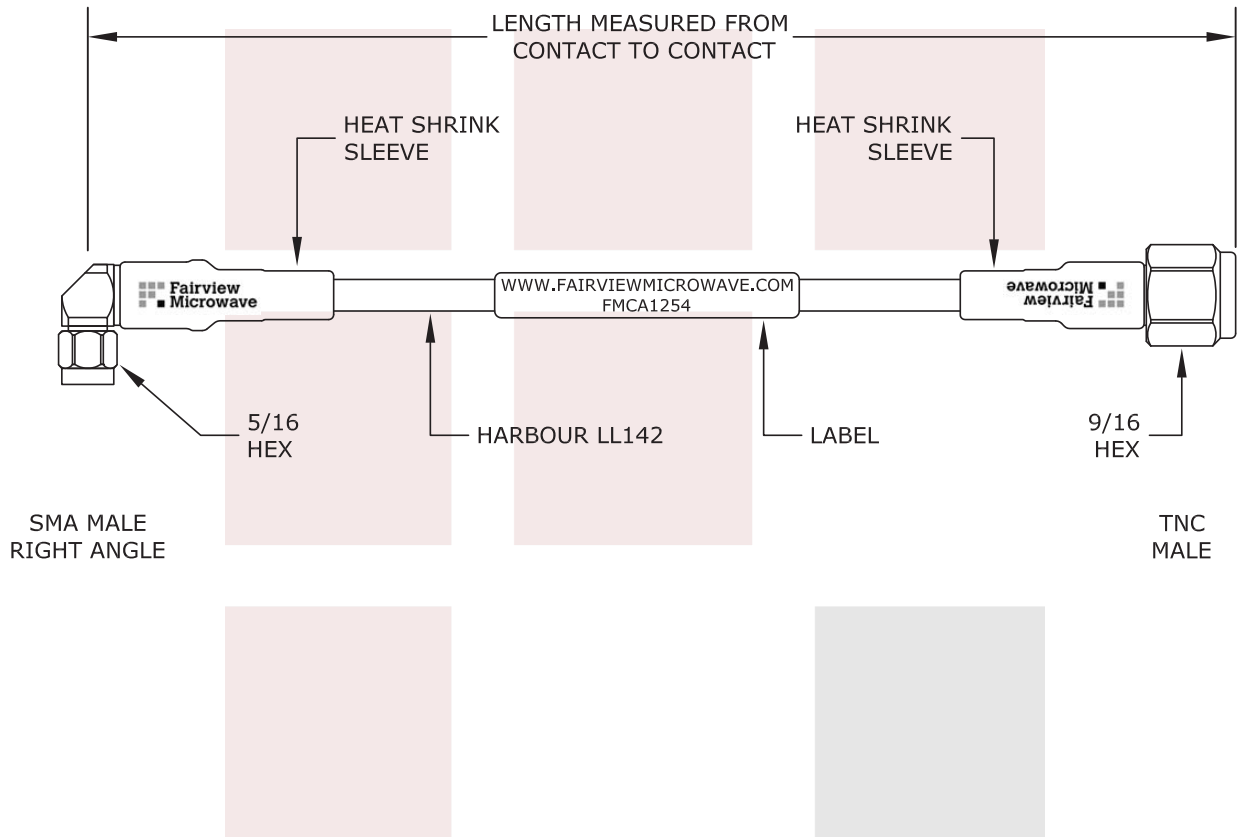 LENGTH MEASURED FROM
CONTACT TO CONTACT
HEAT SHRINK
SLEEVE
HEAT SHRINK
SLEEVE
Fairview
Microwave
WWW.FAIRVIEWMICROWAVE.COM
FMCA1254
Fairview
Microwave
5/16
HEX
HARBOUR LL142
LABEL
9/16
HEX
SMA MALE
RIGHT ANGLE
TNC
MALE